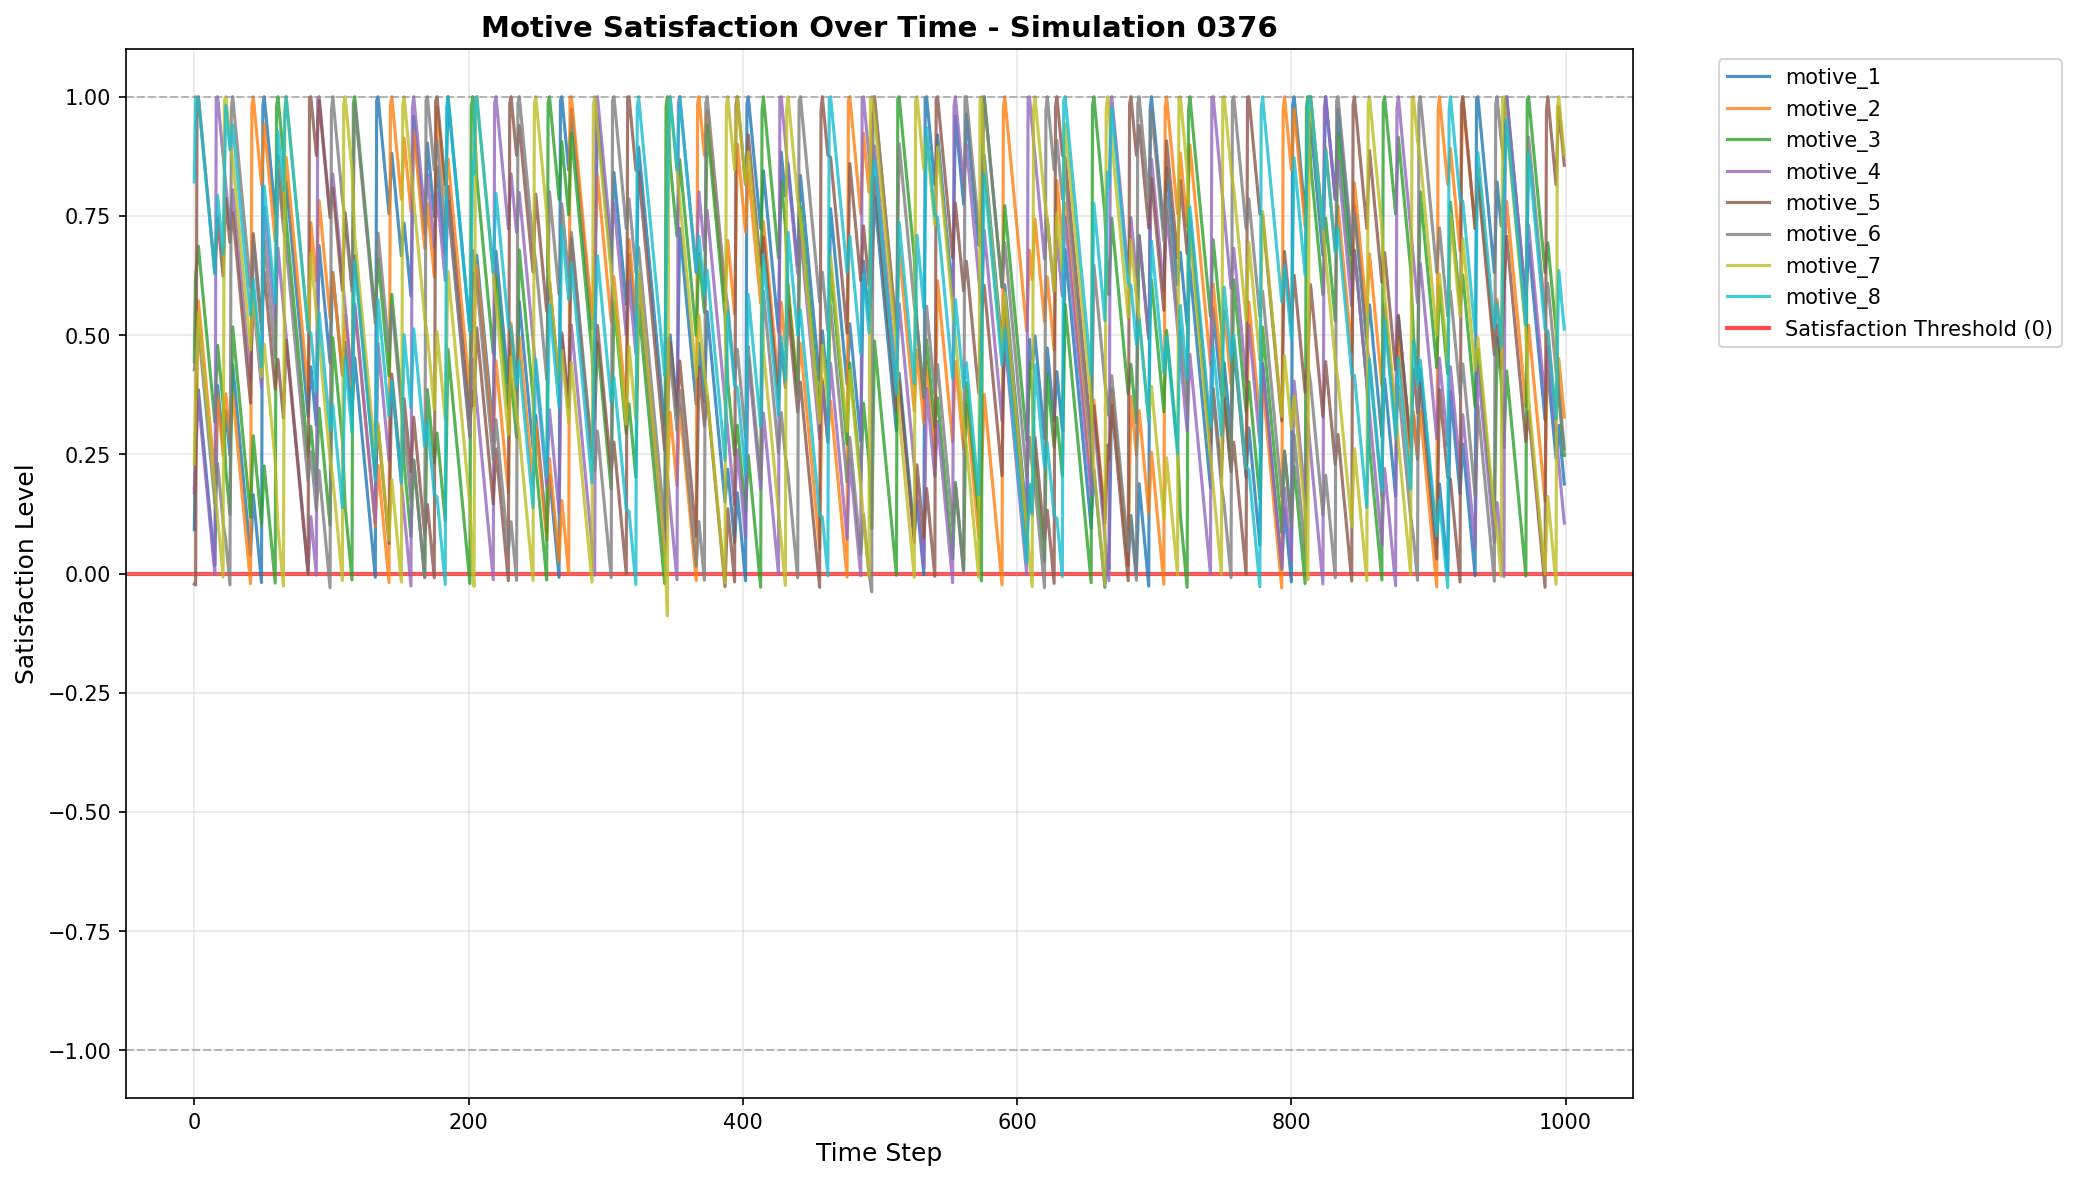 Motive Satisfaction Over Time - Simulation 0376
1.00
0.75
0.50
0.25
0.00
−0.25
−0.50
−0.75
−1.00
Satisfaction Level
0
200
400
600
800
1000
Time Step
motive_1
motive_2
motive_3
motive_4
motive_5
motive_6
motive_7
motive_8
Satisfaction Threshold (0)